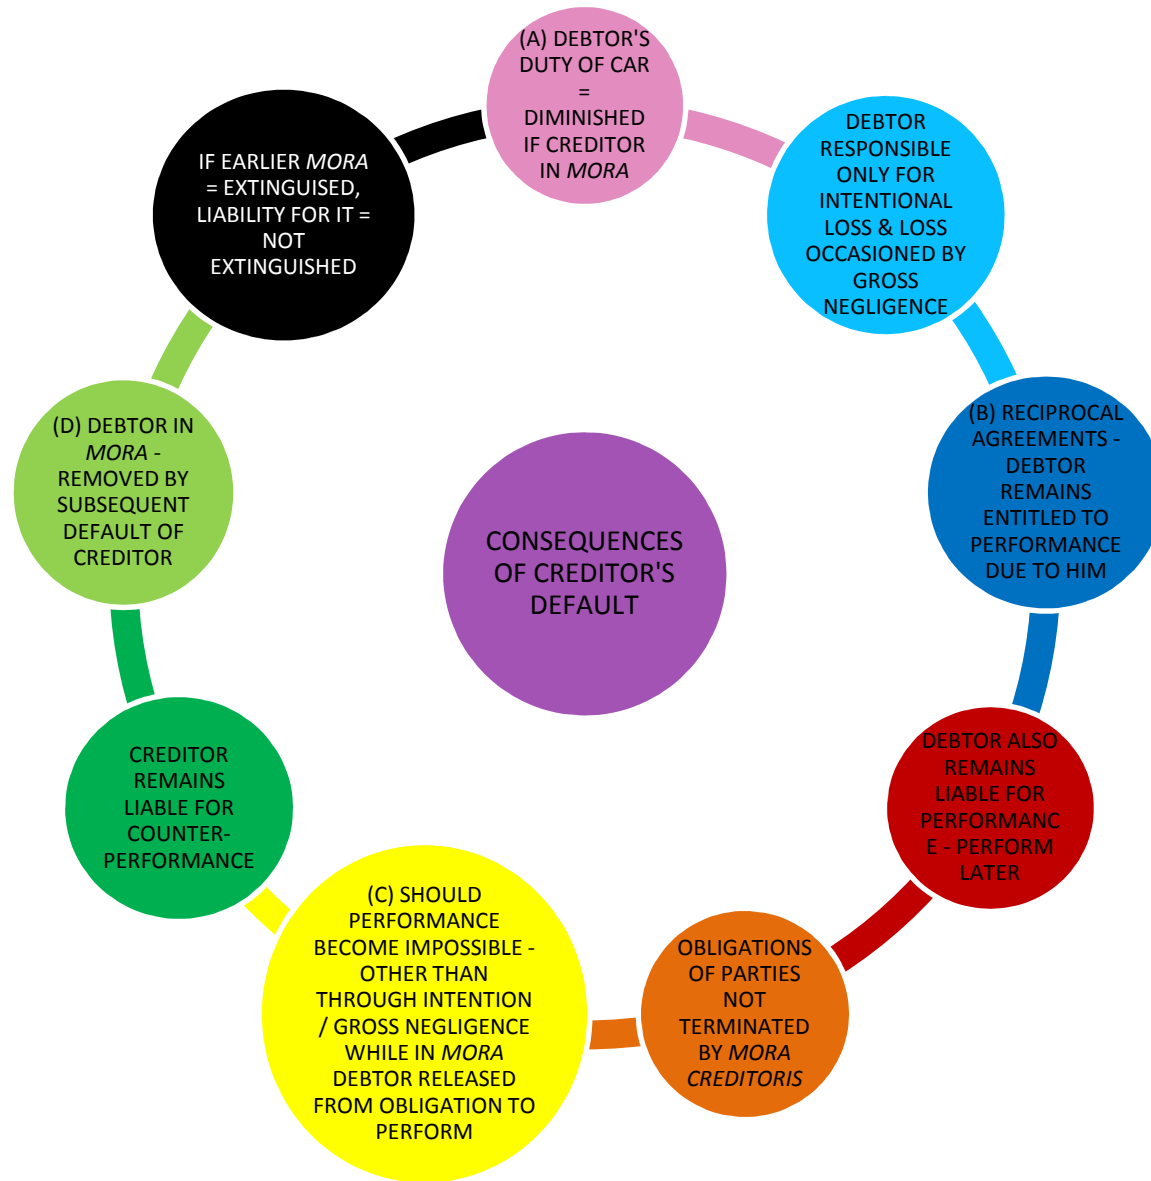 (A) DEBTOR'S
DUTY OF CAR
=
DIMINISHED
IF CREDITOR
IN MORA
DEBTOR
RESPONSIBLE
ONLY FOR
INTENTIONAL
LOSS & LOSS
OCCASIONED BY
GROSS
NEGLIGENCE
(B) RECIPROCAL
AGREEMENTS -
DEBTOR
REMAINS
ENTITLED TO
PERFORMANCE
DUE TO HIM
DEBTOR ALSO
REMAINS
LIABLE FOR
PERFORMANC
E - PERFORM
LATER
OBLIGATIONS
OF PARTIES
NOT
TERMINATED
BY MORA
CREDITORIS
(C) SHOULD
PERFORMANCE
BECOME IMPOSSIBLE -
OTHER THAN
THROUGH INTENTION
/ GROSS NEGLIGENCE
WHILE IN MORA
DEBTOR RELEASED
FROM OBLIGATION TO
PERFORM
CREDITOR
REMAINS
LIABLE FOR
COUNTER-
PERFORMANCE
(D) DEBTOR IN
MORA -
REMOVED BY
SUBSEQUENT
DEFAULT OF
CREDITOR
IF EARLIER MORA
= EXTINGUISED,
LIABILITY FOR IT =
NOT
EXTINGUISHED
CONSEQUENCES
OF CREDITOR'S
DEFAULT